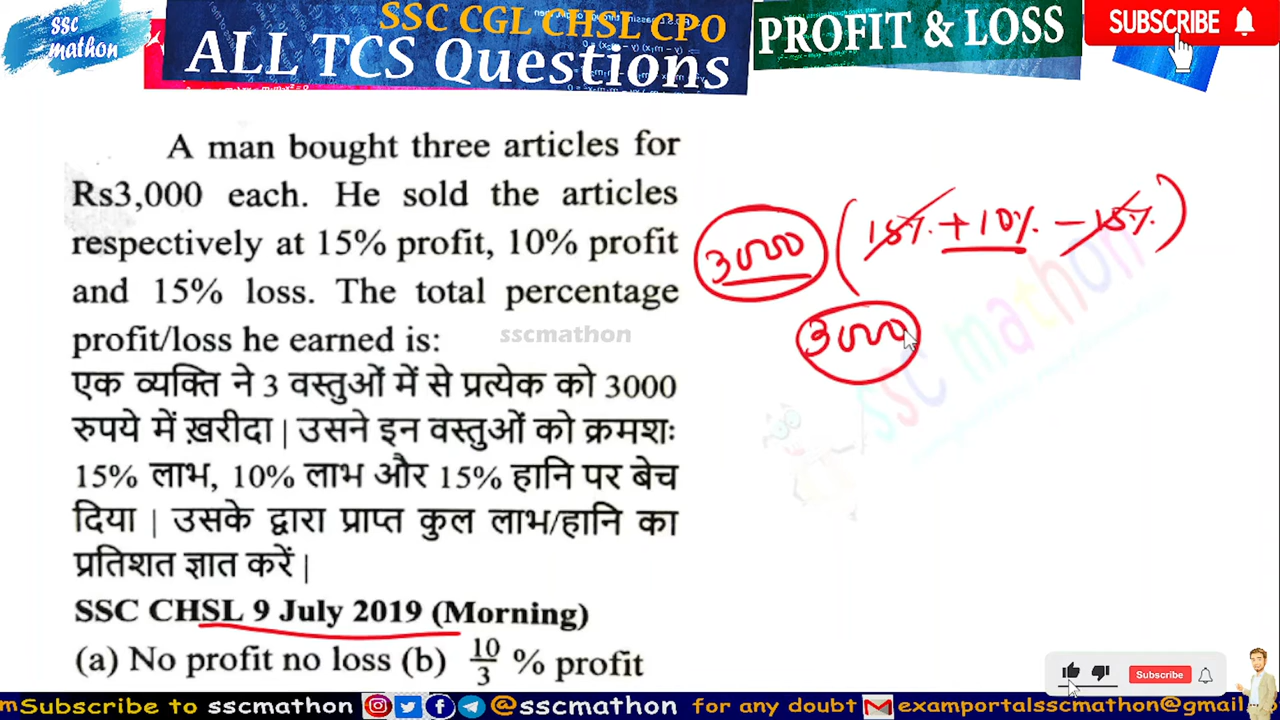 SSC CGL CHSL CPO
ssc mathon
ALL TCS Questions
PROFIT & LOSS
SUBSCRIBE
A man bought three articles for
Rs3,000 each. He sold the articles
respectively at 15% profit, 10% profit
and 15% loss. The total percentage
profit/loss he earned is:
एक व्यक्ति ने 3 वस्तुओं में से प्रत्येक को 3000
रुपये में ख़रीदा | उसने इन वस्तुओं को क्रमशः
15% लाभ, 10% लाभ और 15% हानि पर बेच
दिया | उसके द्वारा प्राप्त कुल लाभ/हानि का
प्रतिशत ज्ञात करें |
SSC CHSL 9 July 2019 (Morning)
(a) No profit no loss (b) 10/3 % profit
3000 (15% + 10% - 15%)
3000
sscmathon
ssc mathon
Subscribe
m Subscribe to sscmathon @sscmathon for any doubt examportalsscmathon@gmail